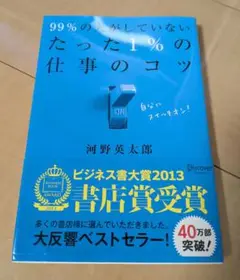 99%の人がしていない
たった1%の
仕事のコツ
自分に
スイッチオン!
河野英太郎
ビジネス書大賞2013
書店賞受賞
多くの書店様に選んでいただきました。
大反響ベストセラー!
40万部
突破!